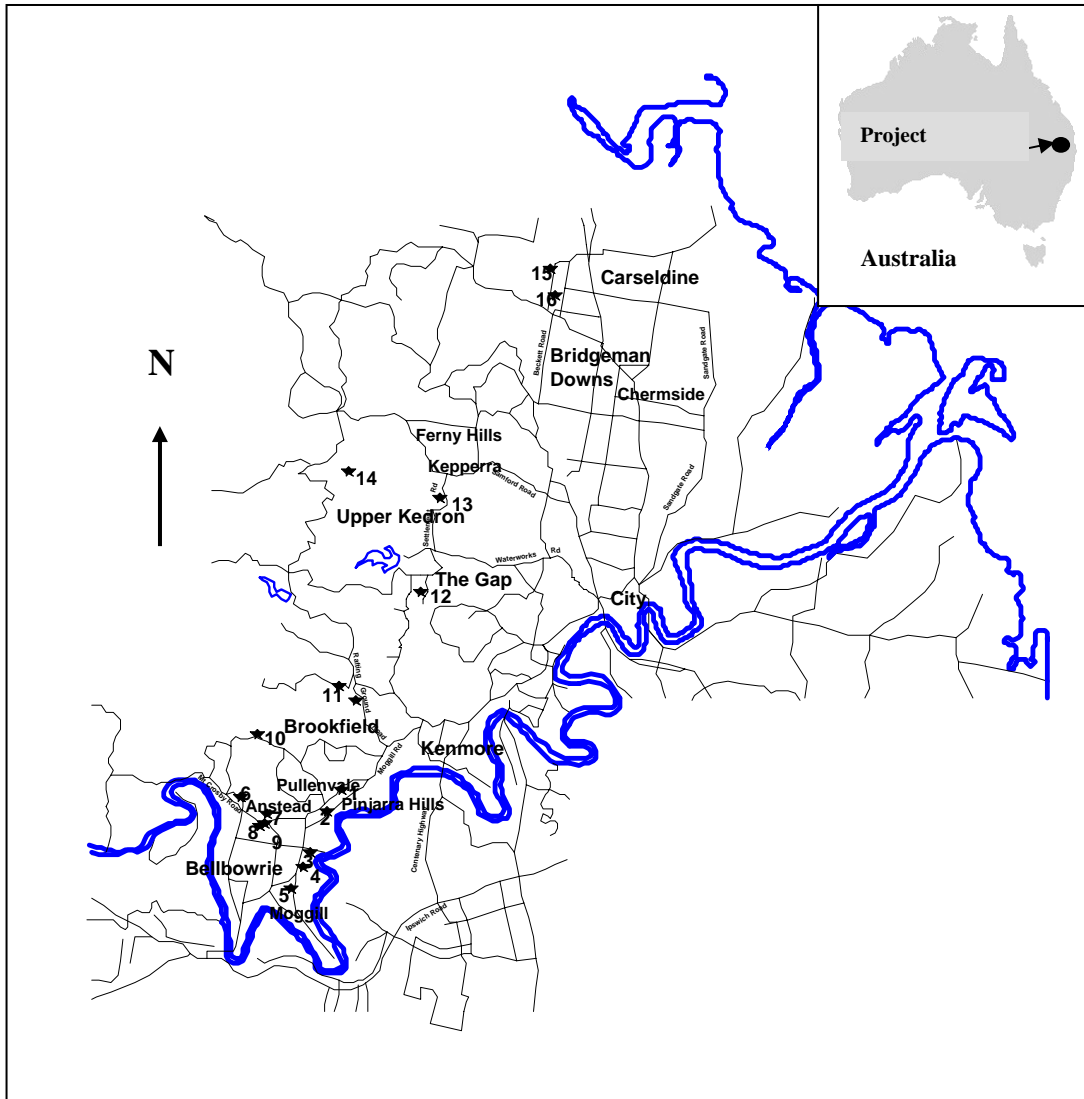 Project
Australia
N
15
Carseldine
16
Beckett Road
Bridgeman
Downs
Sandgate Road
Chermside
Ferny Hills
Kepperra
Samford Road
14
13
Upper Kedron
Sandgate Road
Waterworks Rd
The Gap
12
City
11
Brookfield
10
Moggill Rd
Kenmore
Pullenvale
1
6
Anstead
Pinjarra Hills
2
7
8
9
Centenary Highway
Bellbowrie
3
4
5
Moggill
Ipswich Road